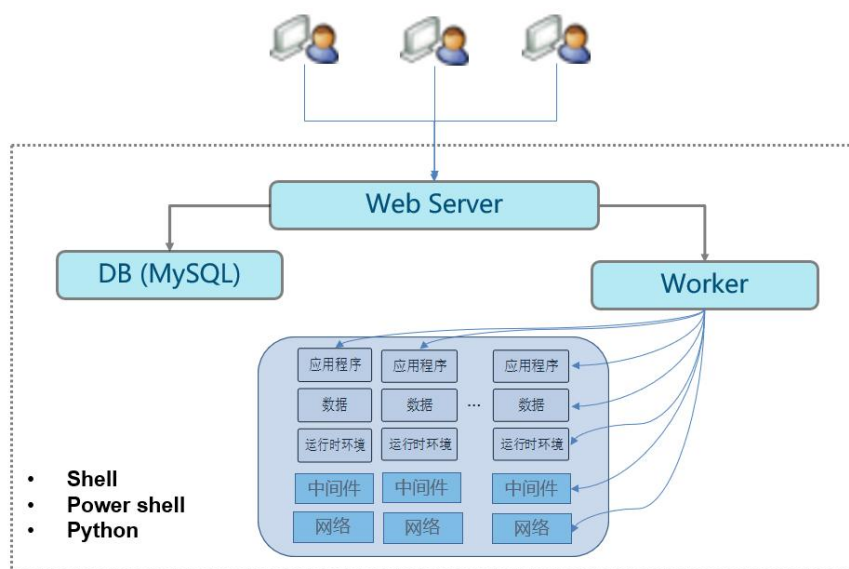 Web Server
DB (MySQL)
Worker
应用程序 应用程序 应用程序
数据 数据 ... 数据
运行时环境 运行时环境 运行时环境
中间件 中间件 中间件
网络 网络 网络
• Shell
• Power shell
• Python